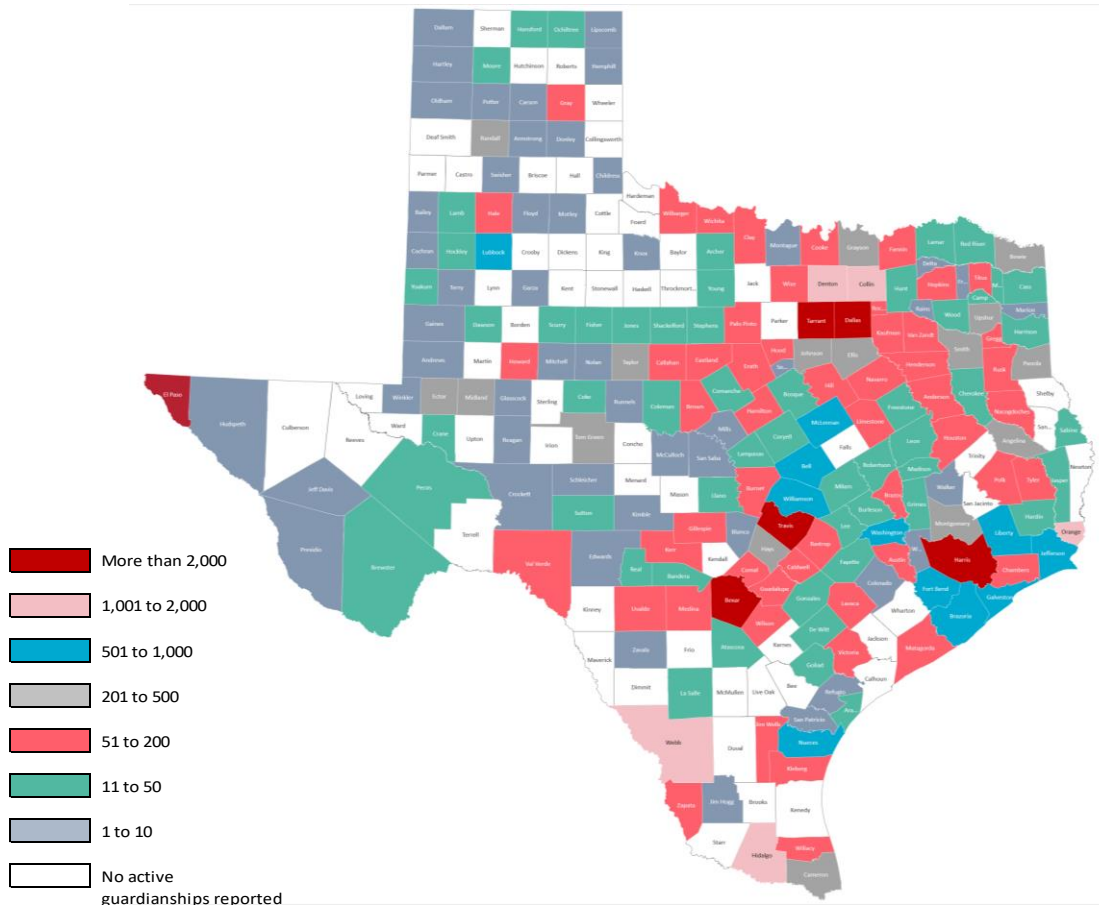 Dallam Sherman Hansford Ochiltree Lipscomb
Hartley Moore Hutchinson Roberts Hemphill
Oldham Potter Carson Gray Wheeler
Deaf Smith Randall Armstrong Donley Collingsworth
Parmer Castro Swisher Briscoe Hall Childress
Hardeman
Bailey Lamb Hale Floyd Motley Cottle Foard Wilbarger Wichita Clay Montague Cooke Grayson Fannin Lamar Red River Bowie
Cochran Hockley Lubbock Crosby Dickens King Knox Baylor Archer Jack Wise Denton Collin Hunt Delta Hopkins Titus Cass
Yoakum Terry Lynn Garza Kent Stonewall Haskell Throckmort... Young
Camp Marion
Rains Wood Upshur Harrison
Gaines Dawson Borden Scurry Fisher Jones Shackelford Stephens Palo Pinto Parker Tarrant Dallas Kaufman Van Zandt Smith Gregg
Andrews Martin Howard Mitchell Nolan Taylor Callahan Eastland Erath Hood Johnson Ellis Henderson Rusk Panola
Navarro Hill Bosque Anderson Cherokee Shelby
El Paso Hudspeth Culberson Reeves Loving Winkler Ector Midland Glasscock Sterling Coke Runnels Coleman Brown Comanche Hamilton
Nacogdoches San... Sabine
Ward Crane Upton Reagan Irion Tom Green Concho McCulloch San Saba Mills Lampasas Coryell McLennan Limestone Freestone
Falls Leon Houston Angelina Trinity
Jeff Davis Pecos Crockett Schleicher Menard Mason Llano Burnet Bell Robertson Madison Walker Polk Tyler Jasper Newton
Presidio Brewster Terrell Sutton Kimble Gillespie Blanco Williamson Milam Brazos Grimes San Jacinto
Travis Lee Burleson Washington Montgomery Liberty Hardin Orange
Val Verde Edwards Kerr Kendall Hays Bastrop Fayette Austin W... Harris Jefferson
Real Bandera Comal Caldwell Colorado Fort Bend Chambers
Kinney Uvalde Medina Bexar Guadalupe Gonzales Lavaca Wharton Brazoria Galveston
Wilson De Witt Jackson Matagorda
Maverick Zavala Frio Atascosa Karnes Goliad Victoria Calhoun
Dimmit La Salle McMullen Live Oak Bee Refugio
San Patricio Ara...
Webb Duval Jim Wells Nueces
Kleberg
Zapata Jim Hogg Brooks Kenedy
Starr Hidalgo Willacy
Cameron
More than 2,000
1,001 to 2,000
501 to 1,000
201 to 500
51 to 200
11 to 50
1 to 10
No active
guardianships reported